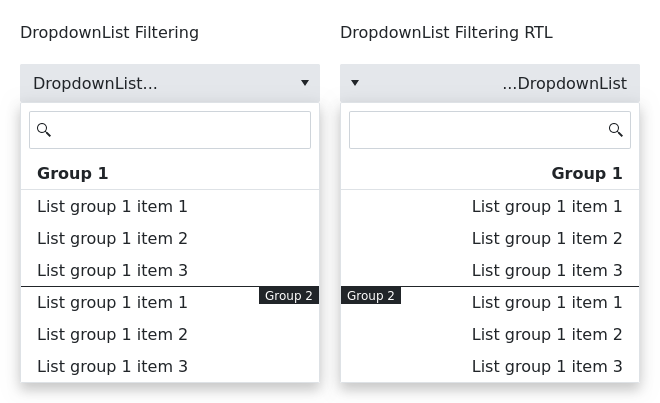 DropdownList Filtering
DropdownList...
Group 1
List group 1 item 1
List group 1 item 2
List group 1 item 3
Group 2
List group 1 item 1
List group 1 item 2
List group 1 item 3
DropdownList Filtering RTL
...DropdownList
Group 1
List group 1 item 1
List group 1 item 2
List group 1 item 3
Group 2
List group 1 item 1
List group 1 item 2
List group 1 item 3